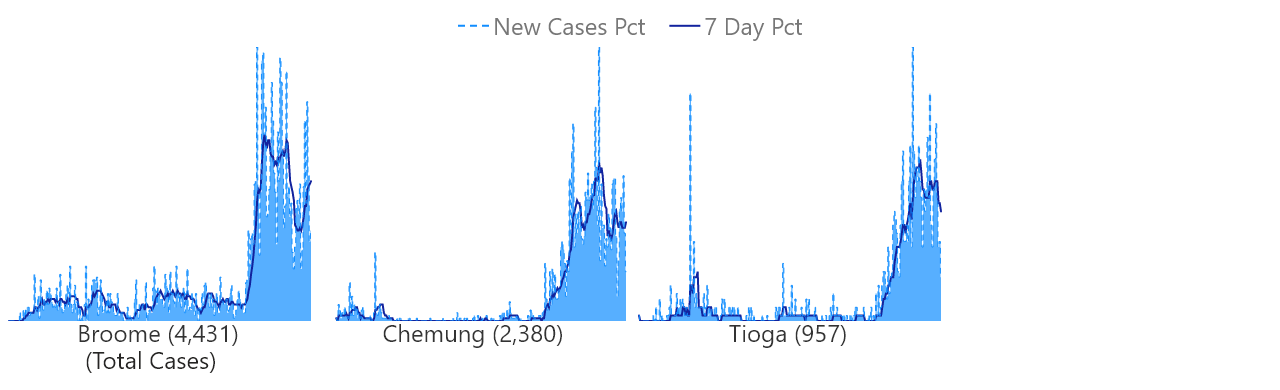 New Cases Pct 7 Day Pct
Broome (4,431) Chemung (2,380) Tioga (957)
(Total Cases)